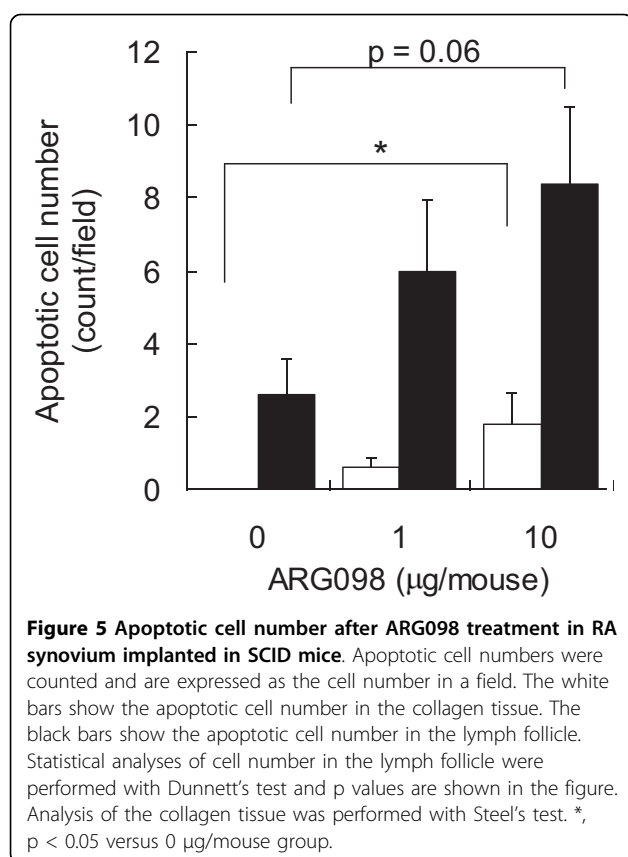 12
p = 0.06
10
*
8
6
4
2
0
Apoptotic cell number
(count/field)
0 1 10
ARG098 (µg/mouse)
Figure 5 Apoptotic cell number after ARG098 treatment in RA
synovium implanted in SCID mice. Apoptotic cell numbers were
counted and are expressed as the cell number in a field. The white
bars show the apoptotic cell number in the collagen tissue. The
black bars show the apoptotic cell number in the lymph follicle.
Statistical analyses of cell number in the lymph follicle were
performed with Dunnett's test and p values are shown in the figure.
Analysis of the collagen tissue was performed with Steel's test. *,
p < 0.05 versus 0 µg/mouse group.